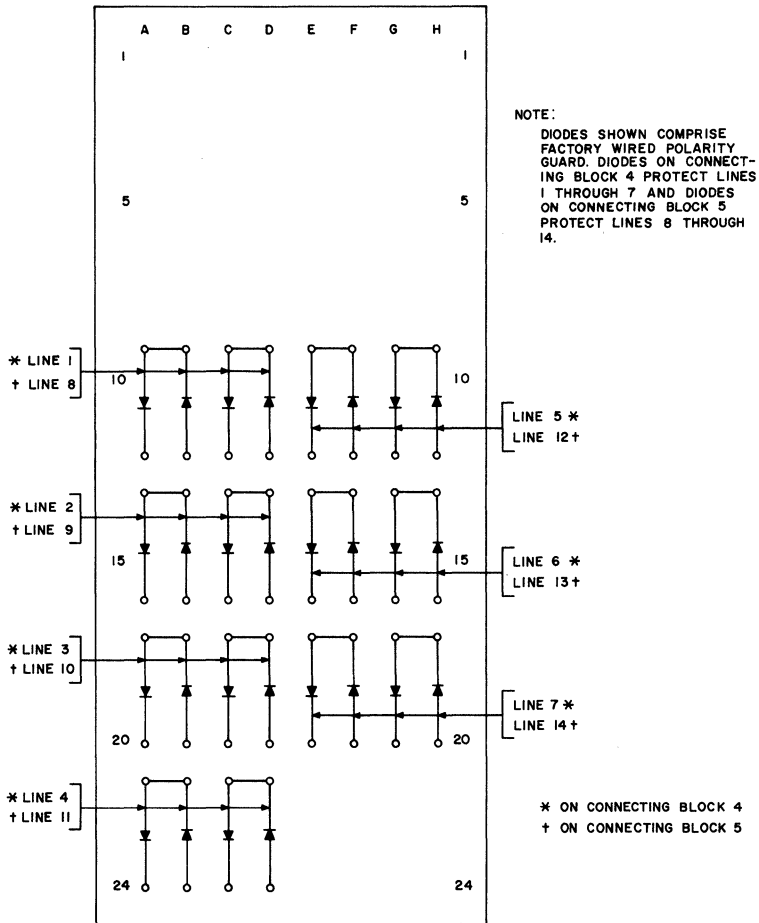 A B C D E F G H
1 1
NOTE:
DIODES SHOWN COMPRISE
FACTORY WIRED POLARITY
GUARD. DIODES ON CONNECT-
ING BLOCK 4 PROTECT LINES
1 THROUGH 7 AND DIODES
ON CONNECTING BLOCK 5
PROTECT LINES 8 THROUGH
14.
5 5
* LINE 1
† LINE 8
10 10
LINE 5 *
LINE 12 †
* LINE 2
† LINE 9
15 15
LINE 6 *
LINE 13 †
* LINE 3
† LINE 10
LINE 7 *
LINE 14 †
20 20
* LINE 4
† LINE 11
* ON CONNECTING BLOCK 4
† ON CONNECTING BLOCK 5
24 24